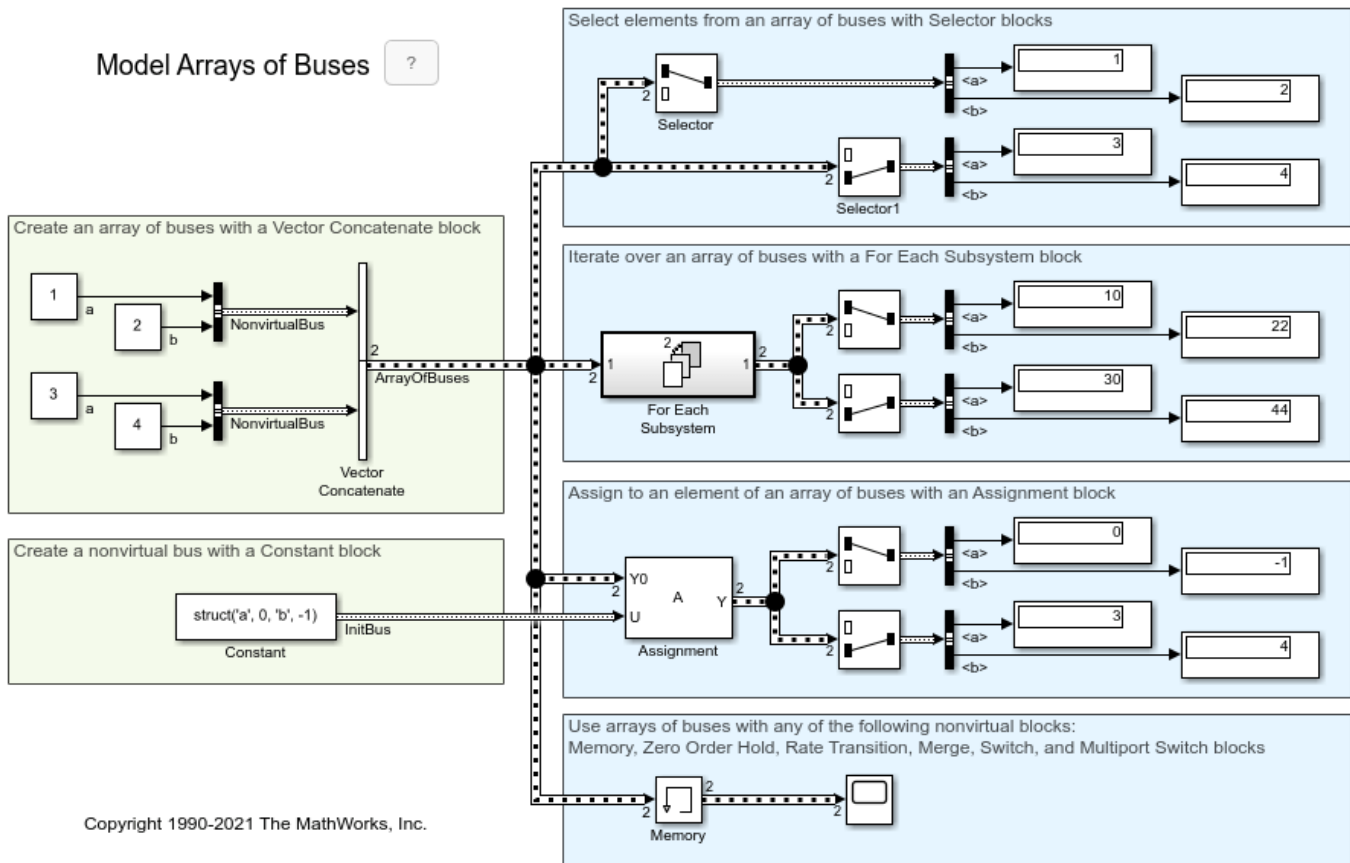 Model Arrays of Buses
?
Create an array of buses with a Vector Concatenate block
1
a
2
b
NonvirtualBus
3
a
4
b
NonvirtualBus
2
ArrayOfBuses
Vector
Concatenate
Create a nonvirtual bus with a Constant block
struct('a', 0, 'b', -1)
InitBus
Constant
Copyright 1990-2021 The MathWorks, Inc.
Select elements from an array of buses with Selector blocks
2
Selector
<a>
1
<b>
2
2
Selector1
<a>
3
<b>
4
Iterate over an array of buses with a For Each Subsystem block
2
1
2
1
2
For Each
Subsystem
2
<a>
10
<b>
22
2
<a>
30
<b>
44
Assign to an element of an array of buses with an Assignment block
2
Y0
U
A
Y
2
Assignment
2
<a>
0
<b>
-1
2
<a>
3
<b>
4
Use arrays of buses with any of the following nonvirtual blocks:
Memory, Zero Order Hold, Rate Transition, Merge, Switch, and Multiport Switch blocks
2
2
Memory
2